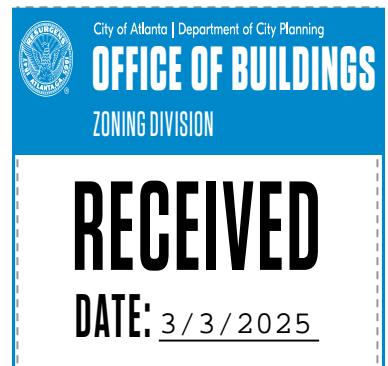 City of Atlanta | Department of City Planning
OFFICE OF BUILDINGS
ZONING DIVISION
RECEIVED
DATE: 3/3/2025